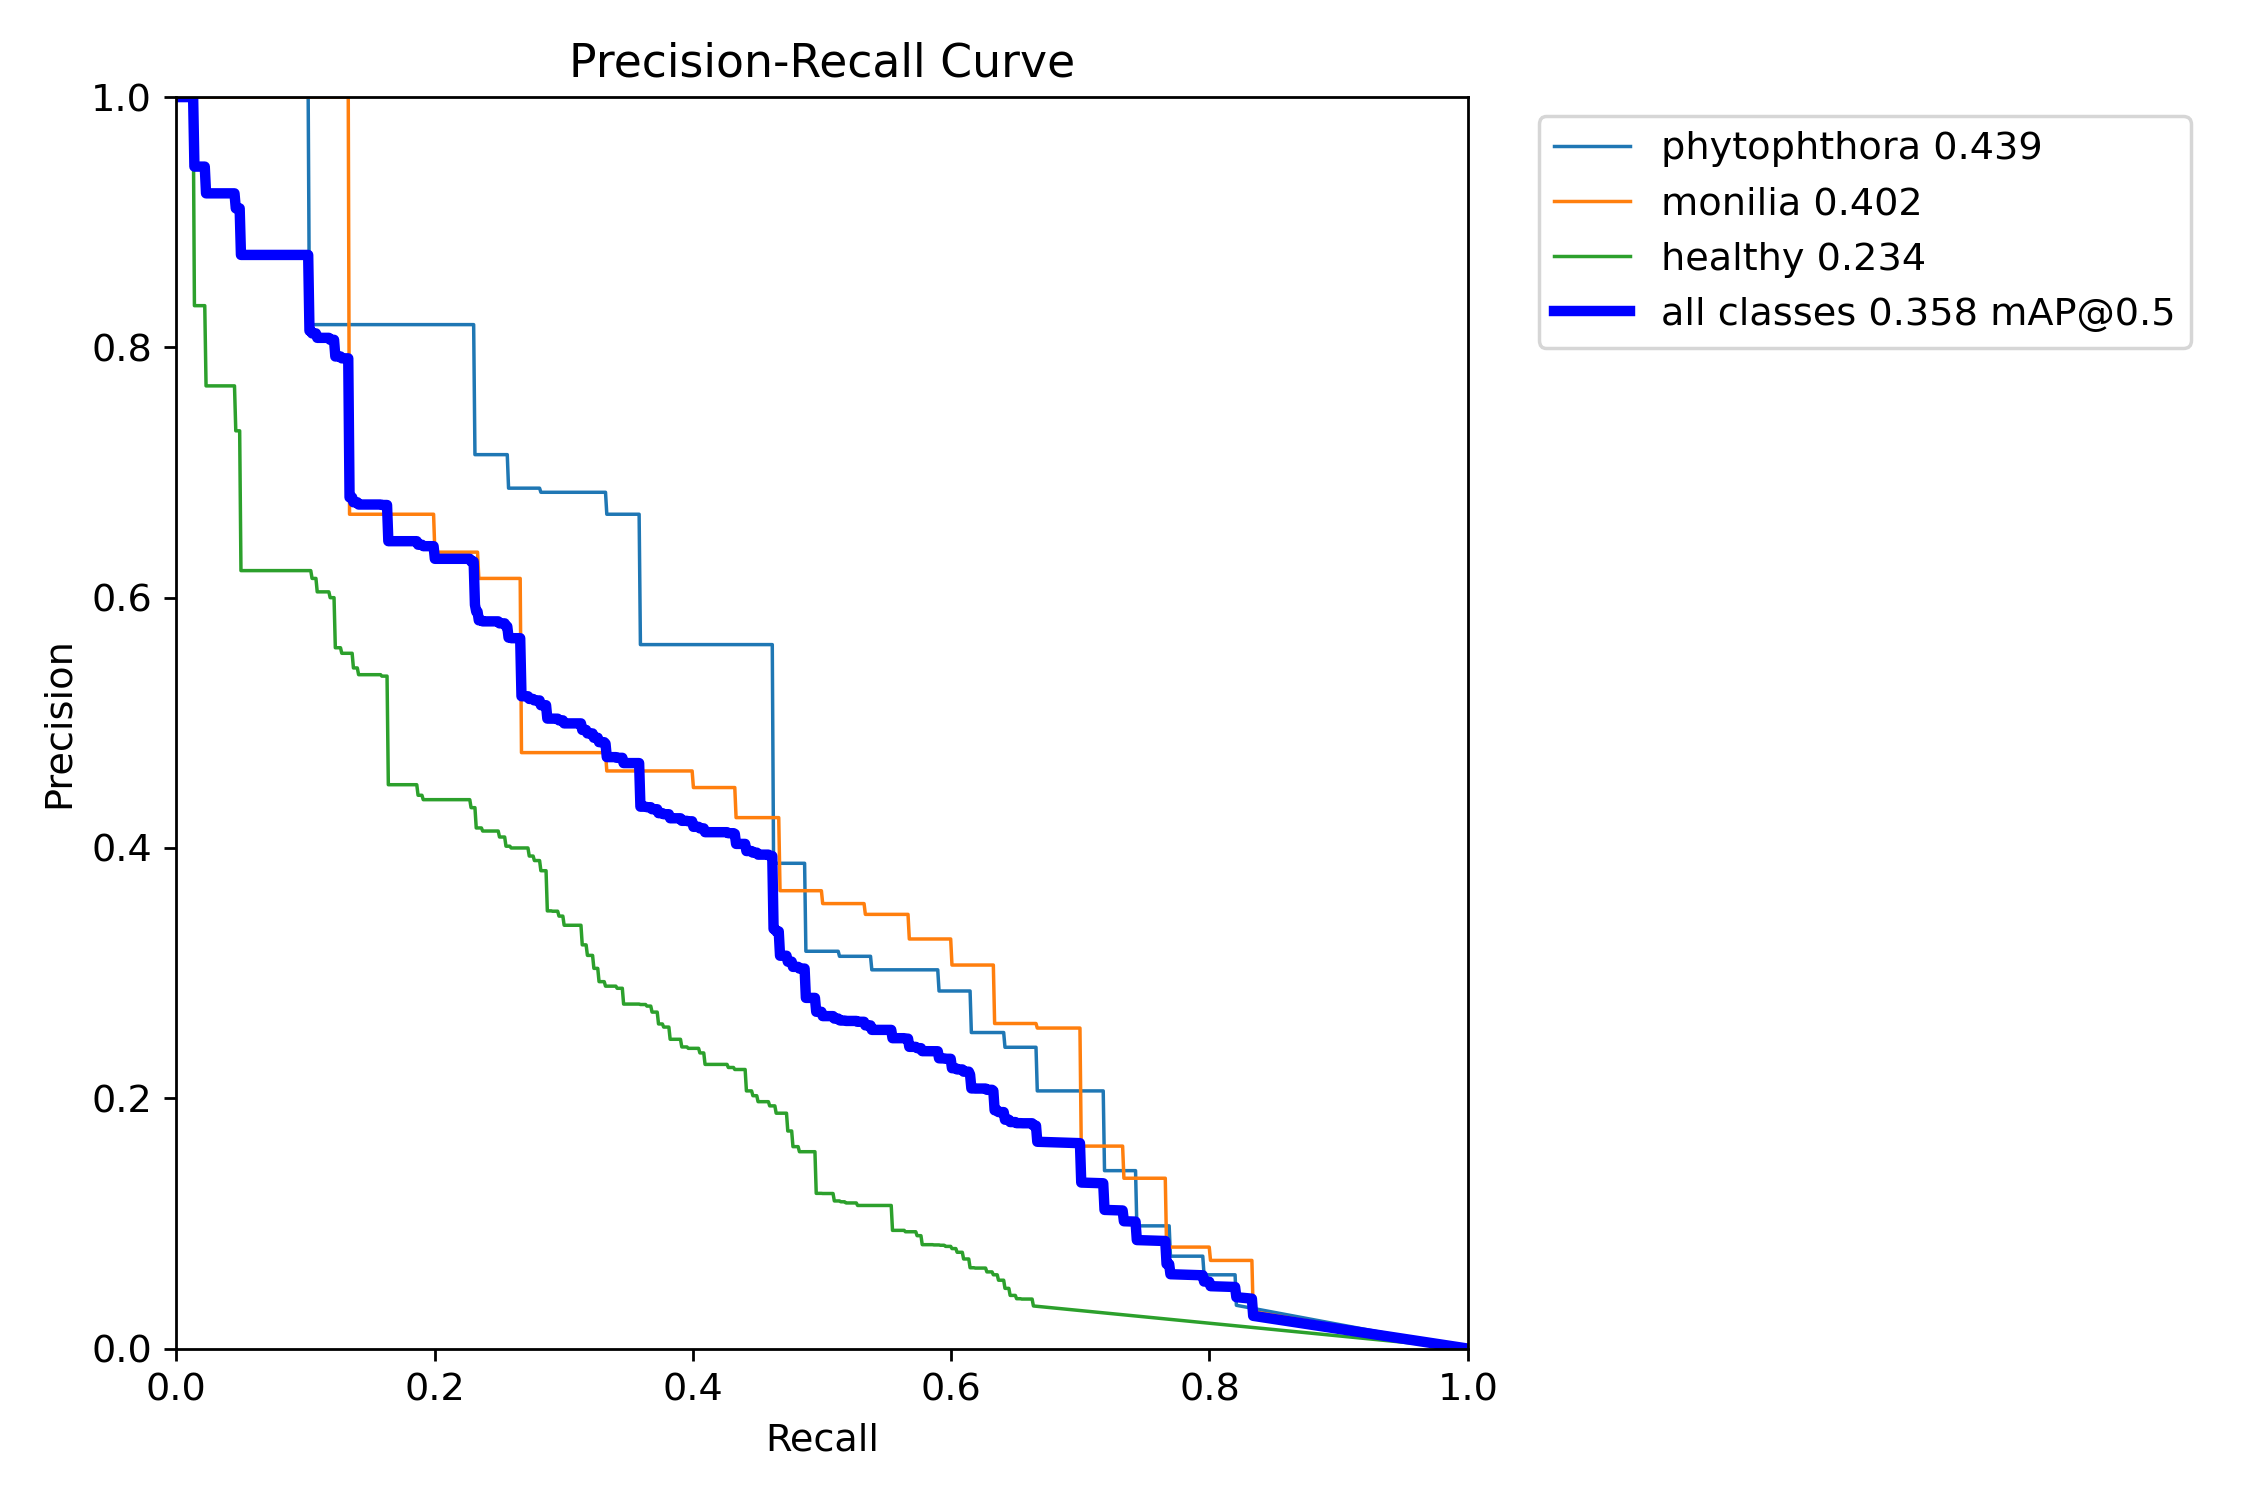 Precision-Recall Curve
1.0
0.8
0.6
0.4
0.2
0.0
Precision
0.0 0.2 0.4 0.6 0.8 1.0
Recall
phytophthora 0.439
monilia 0.402
healthy 0.234
all classes 0.358 mAP@0.5